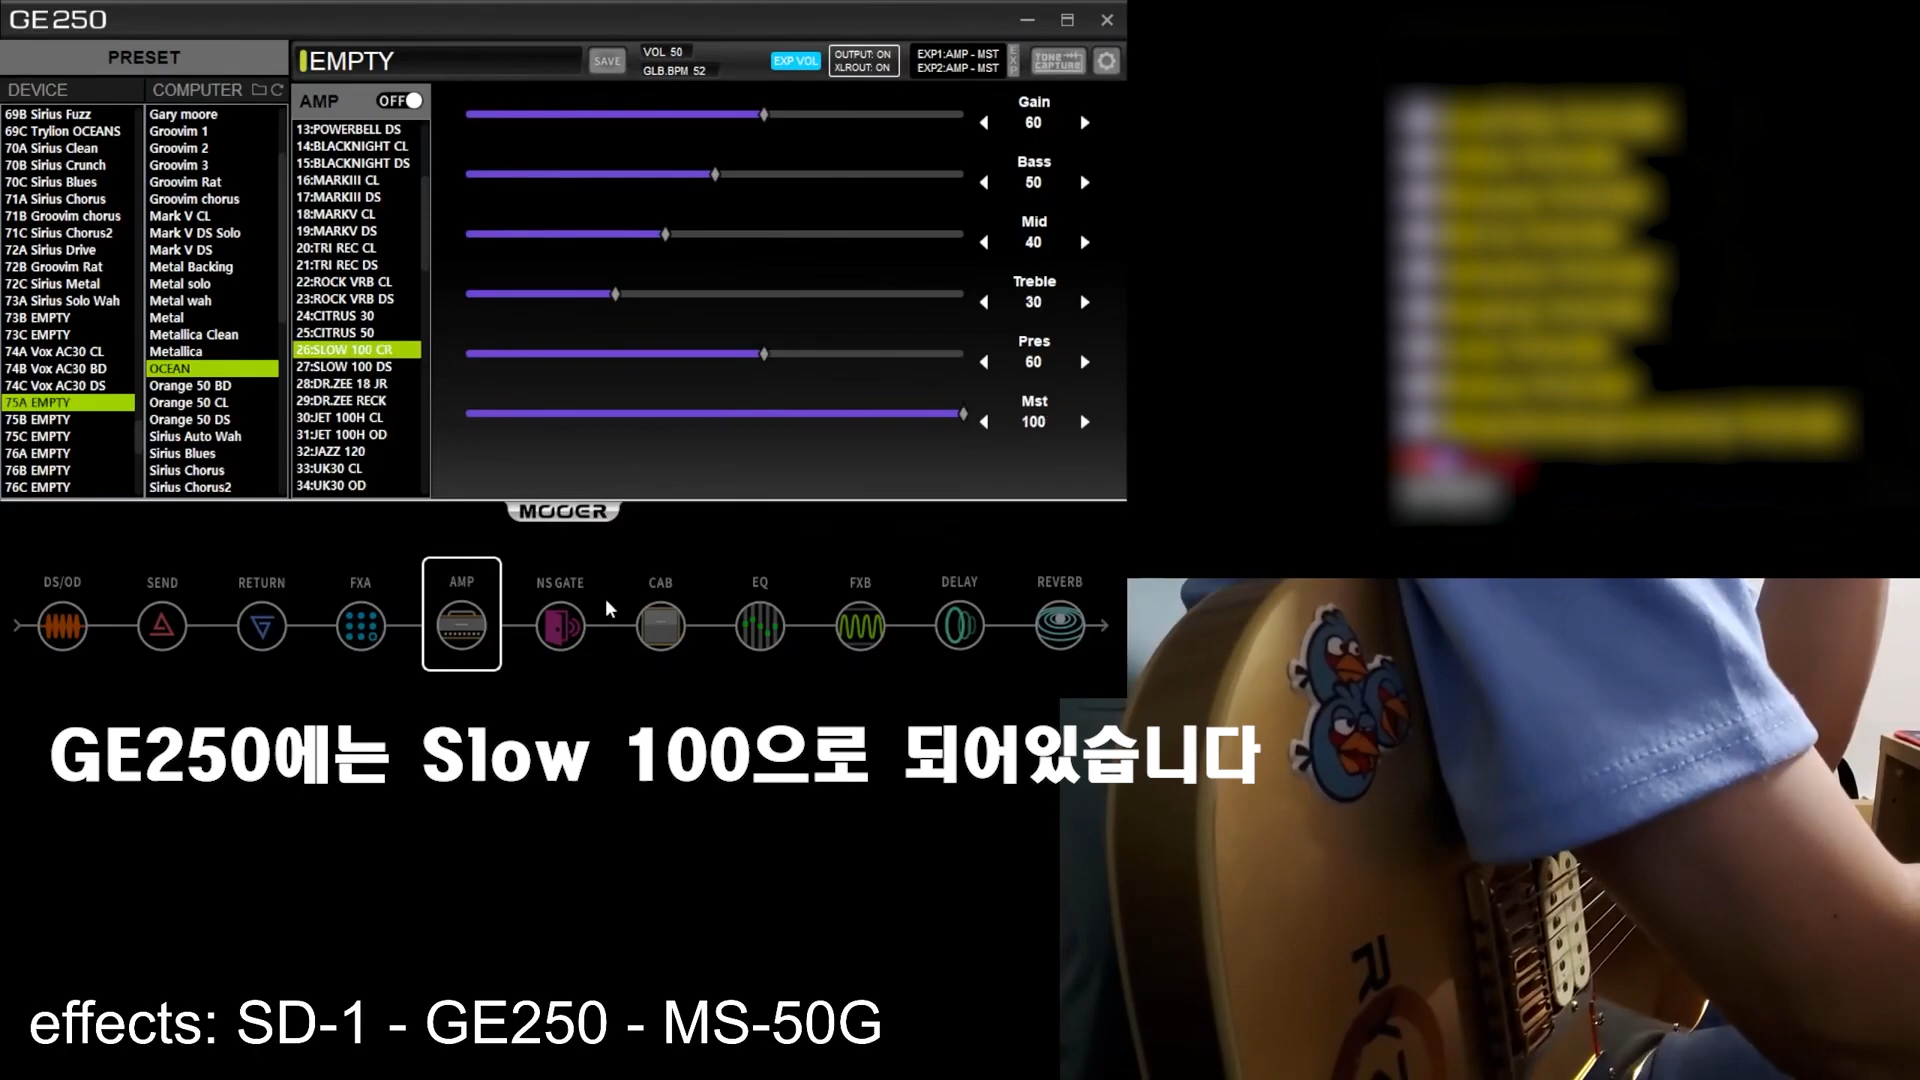 GE250
PRESET
EMPTY
SAVE
VOL 50
GLB.BPM 52
EXP VOL
OUTPUT: ON
XLROUT: ON
EXP1:AMP - MST
EXP2:AMP - MST
EXP
TONE CAPTURE
DEVICE
69B Sirius Fuzz
69C Trylion OCEANS
70A Sirius Clean
70B Sirius Crunch
70C Sirius Blues
71A Sirius Chorus
71B Groovim chorus
71C Sirius Chorus2
72A Sirius Drive
72B Groovim Rat
72C Sirius Metal
73A Sirius Solo Wah
73B EMPTY
73C EMPTY
74A Vox AC30 CL
74B Vox AC30 BD
74C Vox AC30 DS
75A EMPTY
75B EMPTY
75C EMPTY
76A EMPTY
76B EMPTY
76C EMPTY
COMPUTER
Gary moore
Groovim 1
Groovim 2
Groovim 3
Groovim Rat
Groovim chorus
Mark V CL
Mark V DS Solo
Mark V DS
Metal Backing
Metal solo
Metal wah
Metal
Metallica Clean
Metallica
OCEAN
Orange 50 BD
Orange 50 CL
Orange 50 DS
Sirius Auto Wah
Sirius Blues
Sirius Chorus
Sirius Chorus2
AMP
OFF
13:POWERBELL DS
14:BLACKNIGHT CL
15:BLACKNIGHT DS
16:MARKIII CL
17:MARKIII DS
18:MARKV CL
19:MARKV DS
20:TRI REC CL
21:TRI REC DS
22:ROCK VRB CL
23:ROCK VRB DS
24:CITRUS 30
25:CITRUS 50
26:SLOW 100 CR
27:SLOW 100 DS
28:DR.ZEE 18 JR
29:DR.ZEE RECK
30:JET 100H CL
31:JET 100H OD
32:JAZZ 120
33:UK30 CL
34:UK30 OD
Gain
60
Bass
50
Mid
40
Treble
30
Pres
60
Mst
100
MOOER
DS/OD
SEND
RETURN
FXA
AMP
NS GATE
CAB
EQ
FXB
DELAY
REVERB
GE250에는 Slow 100으로 되어있습니다
effects: SD-1 - GE250 - MS-50G